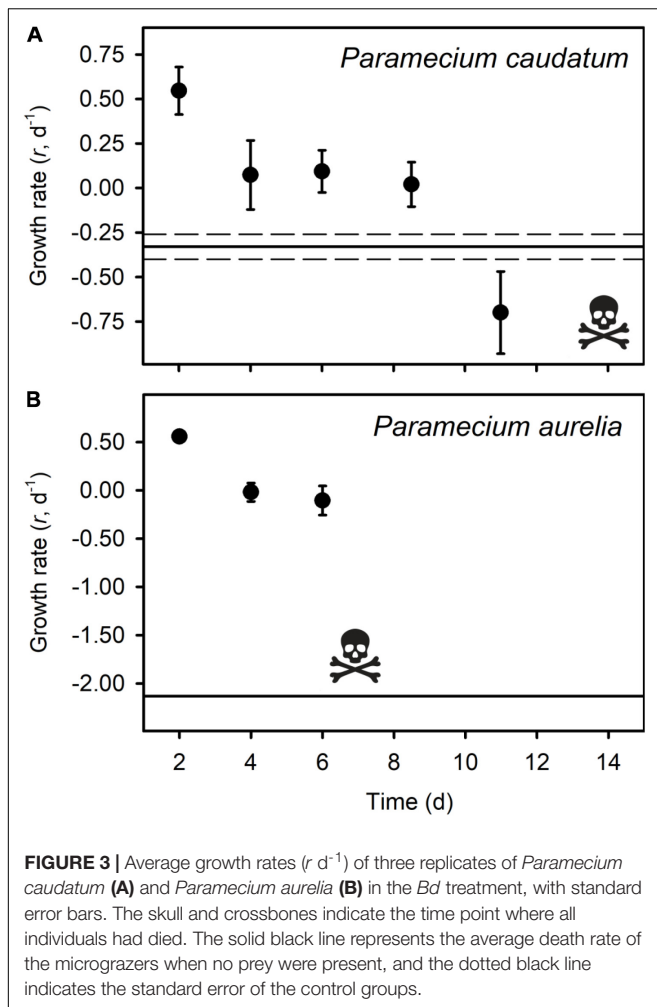 A
Paramecium caudatum
0.75
0.50
0.25
0.00
-0.25
-0.50
-0.75
Growth rate (r, d⁻¹)
B
Paramecium aurelia
0.50
0.00
-0.50
-1.00
-1.50
-2.00
Growth rate (r, d⁻¹)
2 4 6 8 10 12 14
Time (d)
FIGURE 3 | Average growth rates (r d⁻¹) of three replicates of Paramecium
caudatum (A) and Paramecium aurelia (B) in the Bd treatment, with standard
error bars. The skull and crossbones indicate the time point where all
individuals had died. The solid black line represents the average death rate of
the micrograzers when no prey were present, and the dotted black line
indicates the standard error of the control groups.